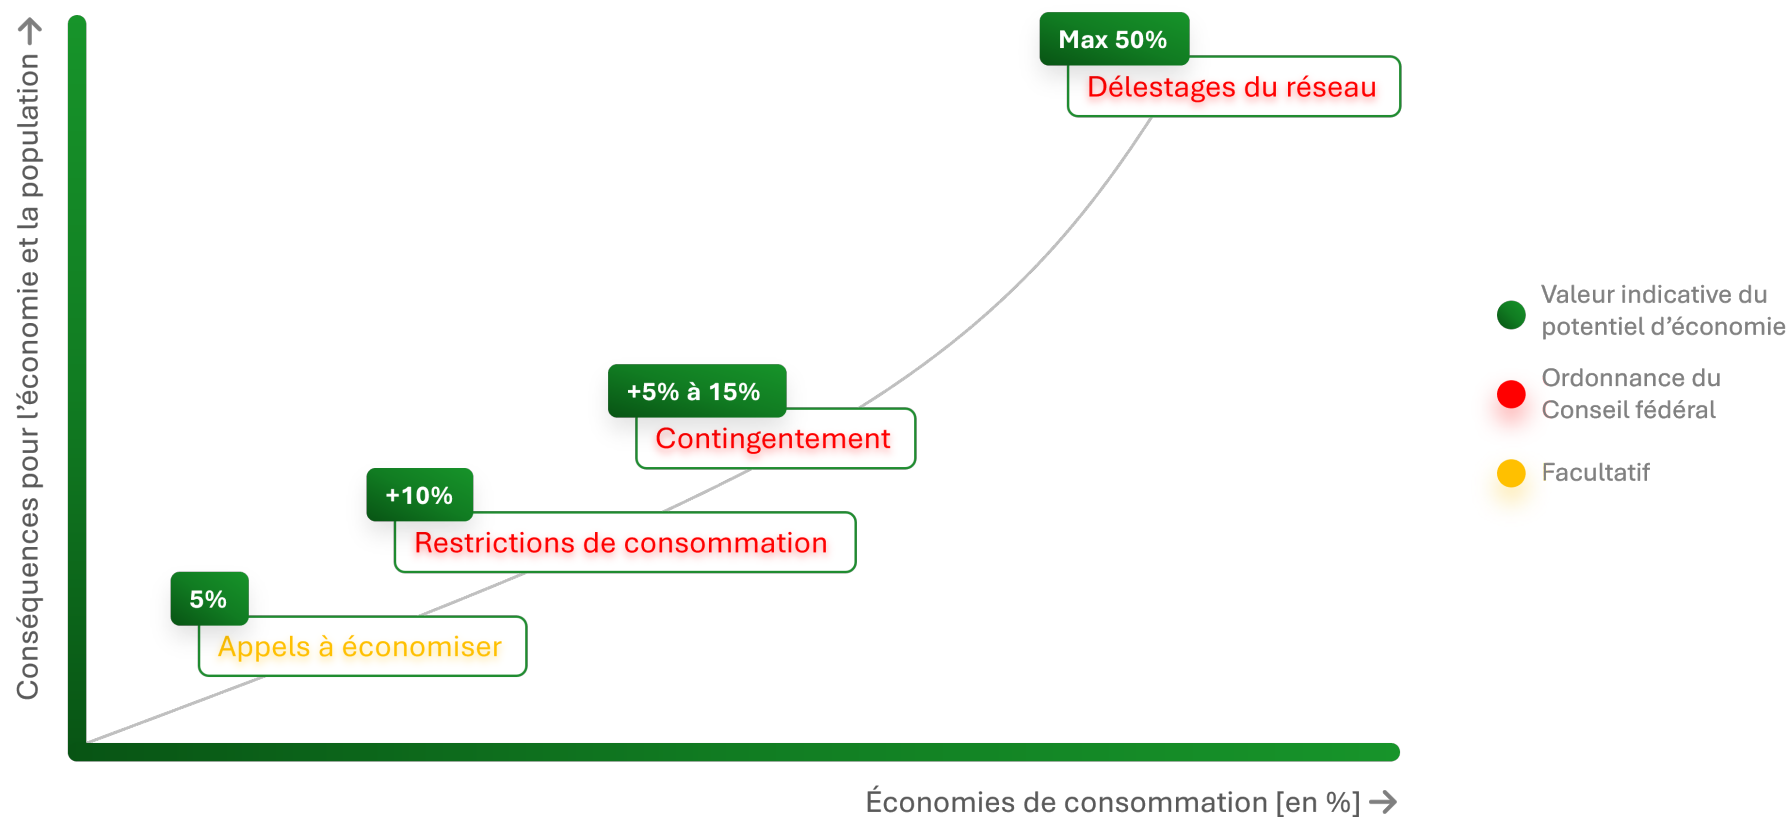 Conséquences pour l'économie et la population →
Max 50%
Délestages du réseau
+5% à 15%
Contingentement
+10%
Restrictions de consommation
5%
Appels à économiser
Économies de consommation [en %] →
Valeur indicative du
potentiel d’économie
Ordonnance du
Conseil fédéral
Facultatif